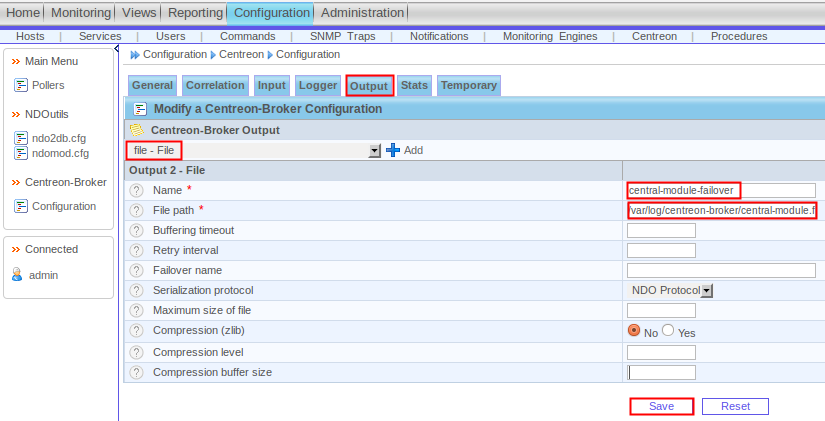 Home Monitoring Views Reporting Configuration Administration
Hosts | Services | Users | Commands | SNMP Traps | Notifications | Monitoring Engines | Centreon | Procedures
Main Menu
Pollers
NDOutils
ndo2db.cfg
ndomod.cfg
Centreon-Broker
Configuration
Connected
admin
Configuration Centreon Configuration
General Correlation Input Logger Output Stats Temporary
Modify a Centreon-Broker Configuration
Centreon-Broker Output
file - File Add
Output 2 - File
? Name * central-module-failover
? File path * /var/log/centreon-broker/central-module.f
? Buffering timeout
? Retry interval
? Failover name
? Serialization protocol NDO Protocol
? Maximum size of file
? Compression (zlib) No Yes
? Compression level
? Compression buffer size
Save Reset